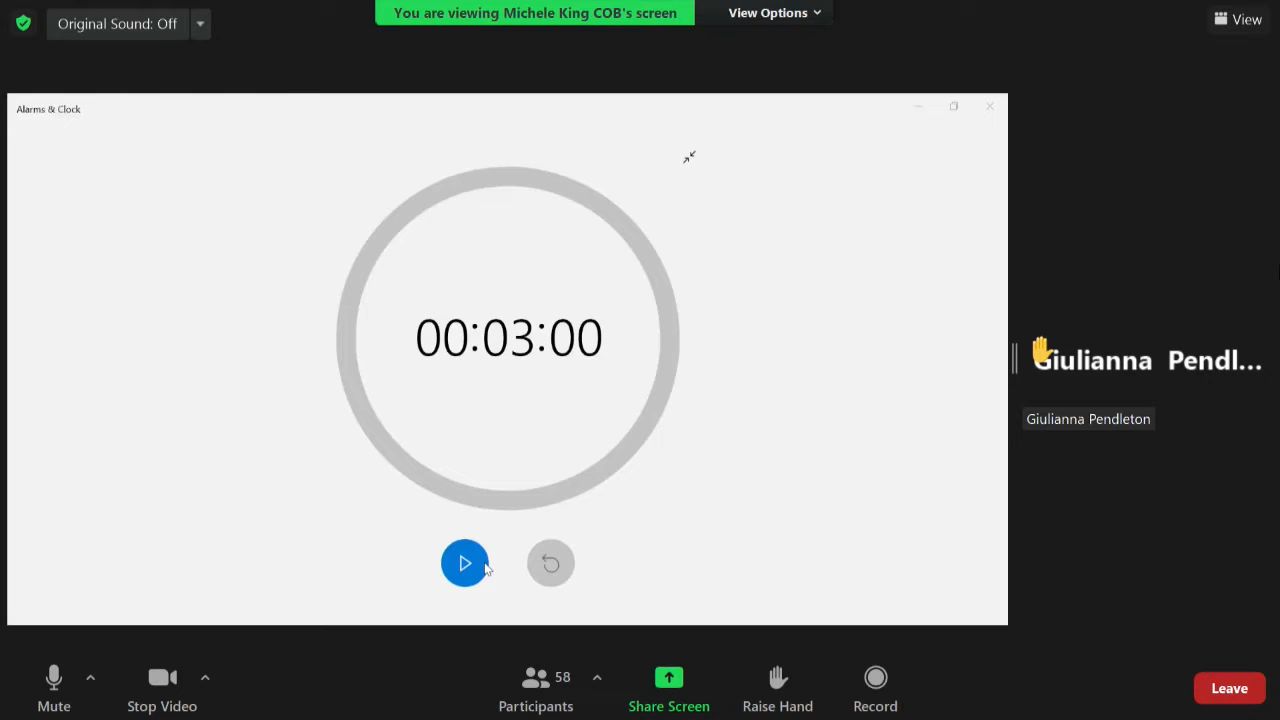 Original Sound: Off
You are viewing Michele King COB's screen
View Options
View
Alarms & Clock
00:03:00
Giulianna Pendl...
Giulianna Pendleton
58
Mute
Stop Video
Participants
Share Screen
Raise Hand
Record
Leave